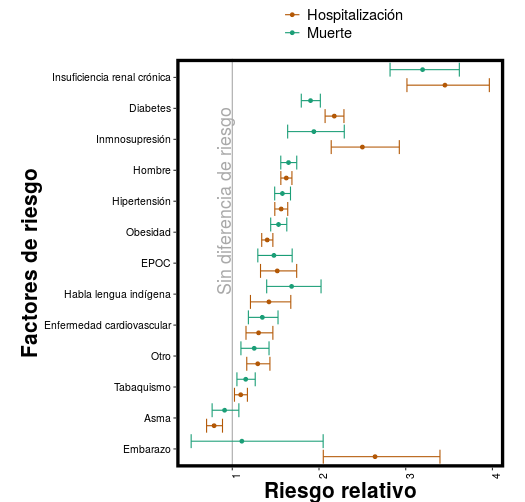 Hospitalización
Muerte
Factores de riesgo
Insuficiencia renal crónica
Diabetes
Inmnosupresión
Hombre
Hipertensión
Obesidad
EPOC
Habla lengua indígena
Enfermedad cardiovascular
Otro
Tabaquismo
Asma
Embarazo
Sin diferencia de riesgo
1
2
3
4
Riesgo relativo